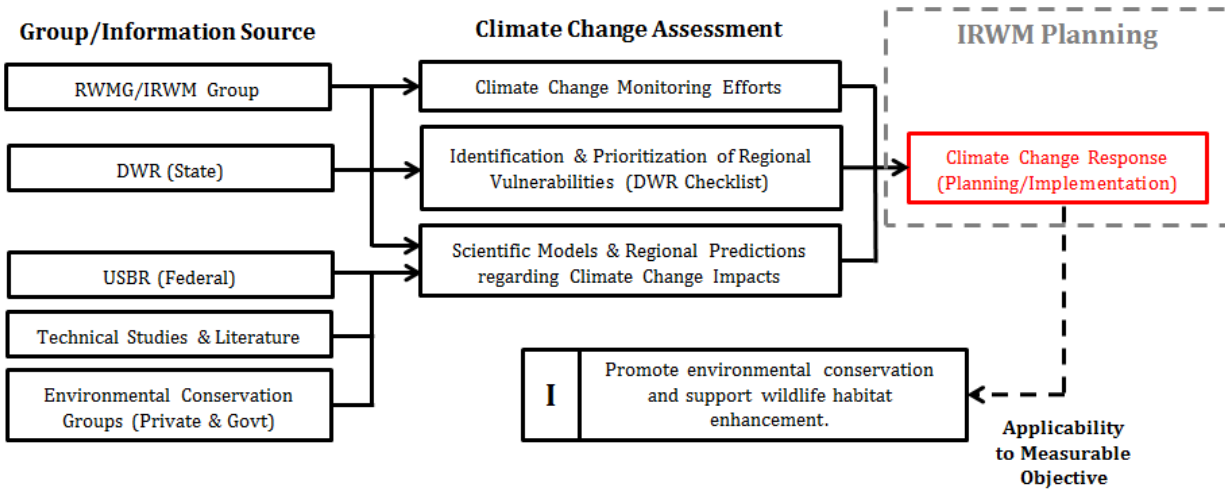 Group/Information Source
Climate Change Assessment
IRWM Planning
RWMG/IRWM Group
Climate Change Monitoring Efforts
DWR (State)
Identification & Prioritization of Regional
Vulnerabilities (DWR Checklist)
Climate Change Response
(Planning/Implementation)
USBR (Federal)
Scientific Models & Regional Predictions
regarding Climate Change Impacts
Technical Studies & Literature
Environmental Conservation
Groups (Private & Govt)
I
Promote environmental conservation
and support wildlife habitat
enhancement.
Applicability
to Measurable
Objective